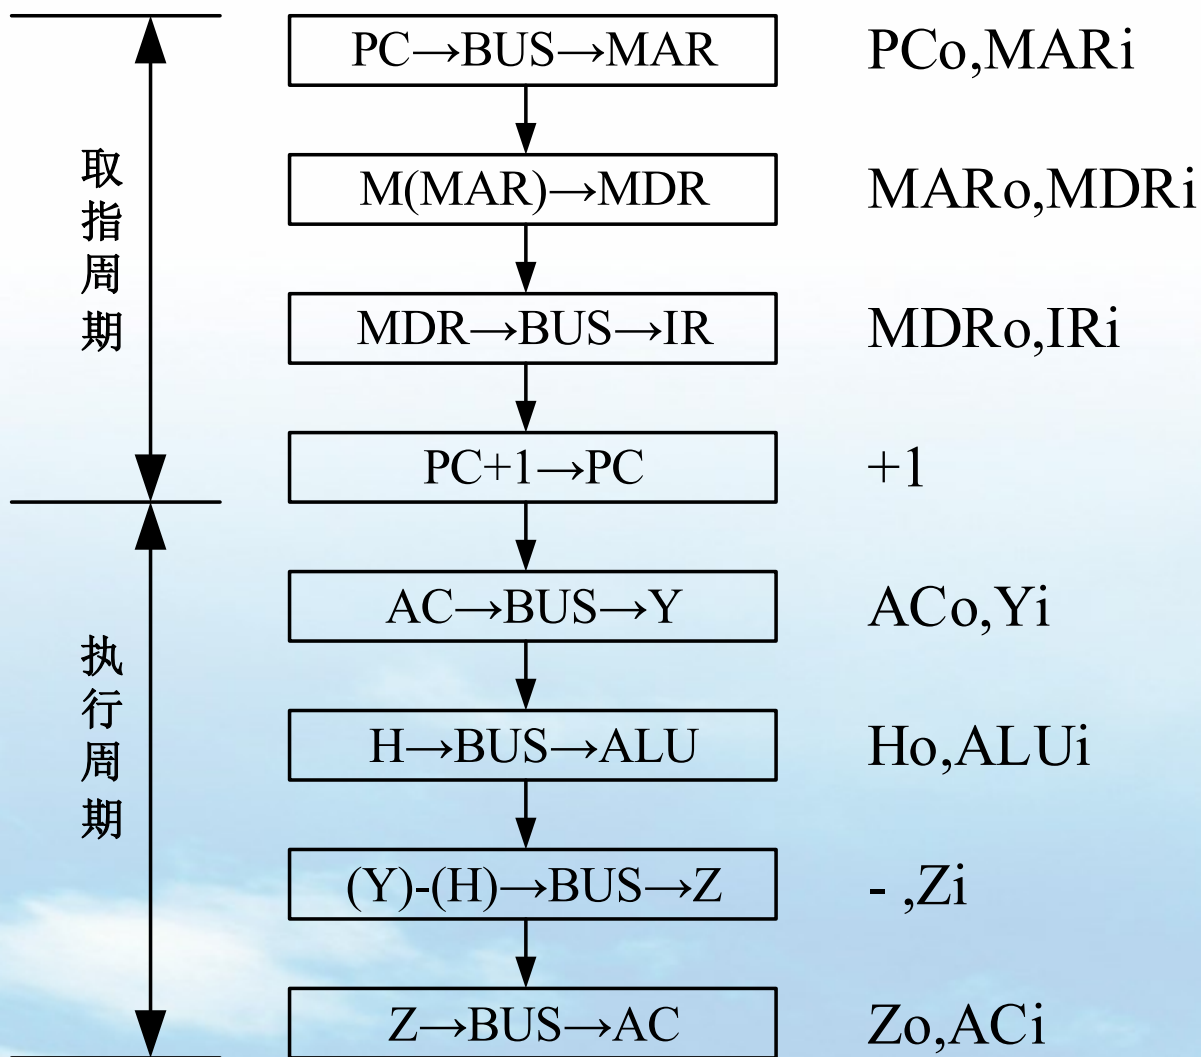 PC→BUS→MAR PCo,MARi
M(MAR)→MDR MARo,MDRi
MDR→BUS→IR MDRo,IRi
PC+1→PC +1
取指周期
AC→BUS→Y ACo,Yi
H→BUS→ALU Ho,ALUi
(Y)-(H)→BUS→Z - ,Zi
Z→BUS→AC Zo,ACi
执行周期